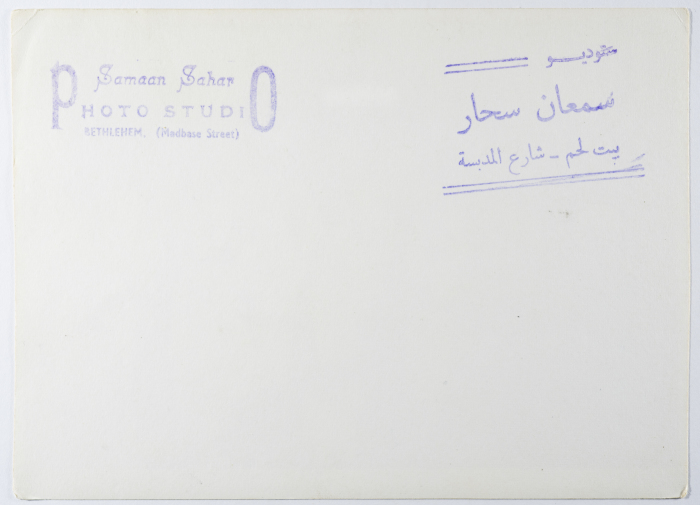 Samaan Sahar
PHOTO STUDIO
BETHLEHEM, (Madbase Street)
ستوديو
سمعان سحار
بيت لحم - شارع المدبسة